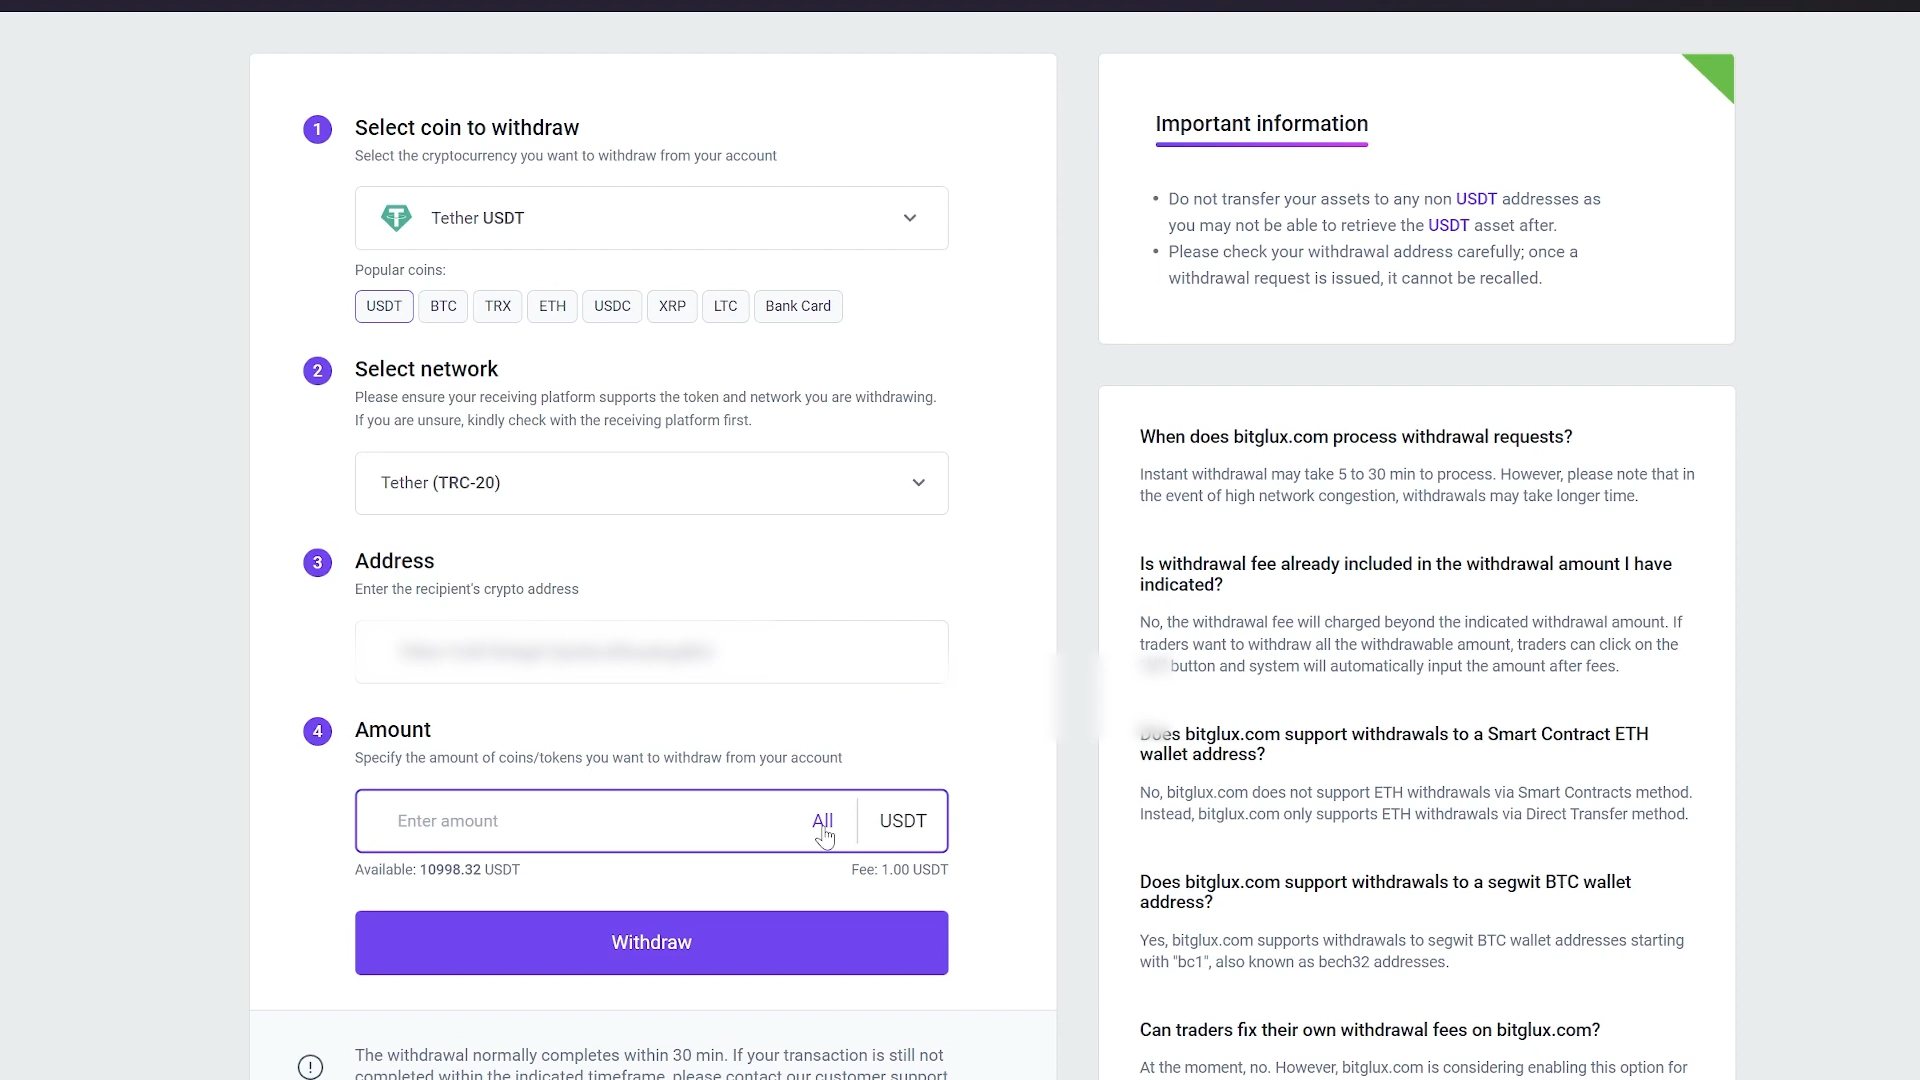 1
Select coin to withdraw
Select the cryptocurrency you want to withdraw from your account
Tether USDT
Popular coins:
USDT BTC TRX ETH USDC XRP LTC Bank Card
2
Select network
Please ensure your receiving platform supports the token and network you are withdrawing.
If you are unsure, kindly check with the receiving platform first.
Tether (TRC-20)
3
Address
Enter the recipient's crypto address
4
Amount
Specify the amount of coins/tokens you want to withdraw from your account
Enter amount All USDT
Available: 10998.32 USDT Fee: 1.00 USDT
Withdraw
The withdrawal normally completes within 30 min. If your transaction is still not
completed within the indicated timeframe, please contact our customer support
Important information
• Do not transfer your assets to any non USDT addresses as
you may not be able to retrieve the USDT asset after.
• Please check your withdrawal address carefully; once a
withdrawal request is issued, it cannot be recalled.
When does bitglux.com process withdrawal requests?
Instant withdrawal may take 5 to 30 min to process. However, please note that in
the event of high network congestion, withdrawals may take longer time.
Is withdrawal fee already included in the withdrawal amount I have
indicated?
No, the withdrawal fee will charged beyond the indicated withdrawal amount. If
traders want to withdraw all the withdrawable amount, traders can click on the
button and system will automatically input the amount after fees.
Does bitglux.com support withdrawals to a Smart Contract ETH
wallet address?
No, bitglux.com does not support ETH withdrawals via Smart Contracts method.
Instead, bitglux.com only supports ETH withdrawals via Direct Transfer method.
Does bitglux.com support withdrawals to a segwit BTC wallet
address?
Yes, bitglux.com supports withdrawals to segwit BTC wallet addresses starting
with "bc1", also known as bech32 addresses.
Can traders fix their own withdrawal fees on bitglux.com?
At the moment, no. However, bitglux.com is considering enabling this option for